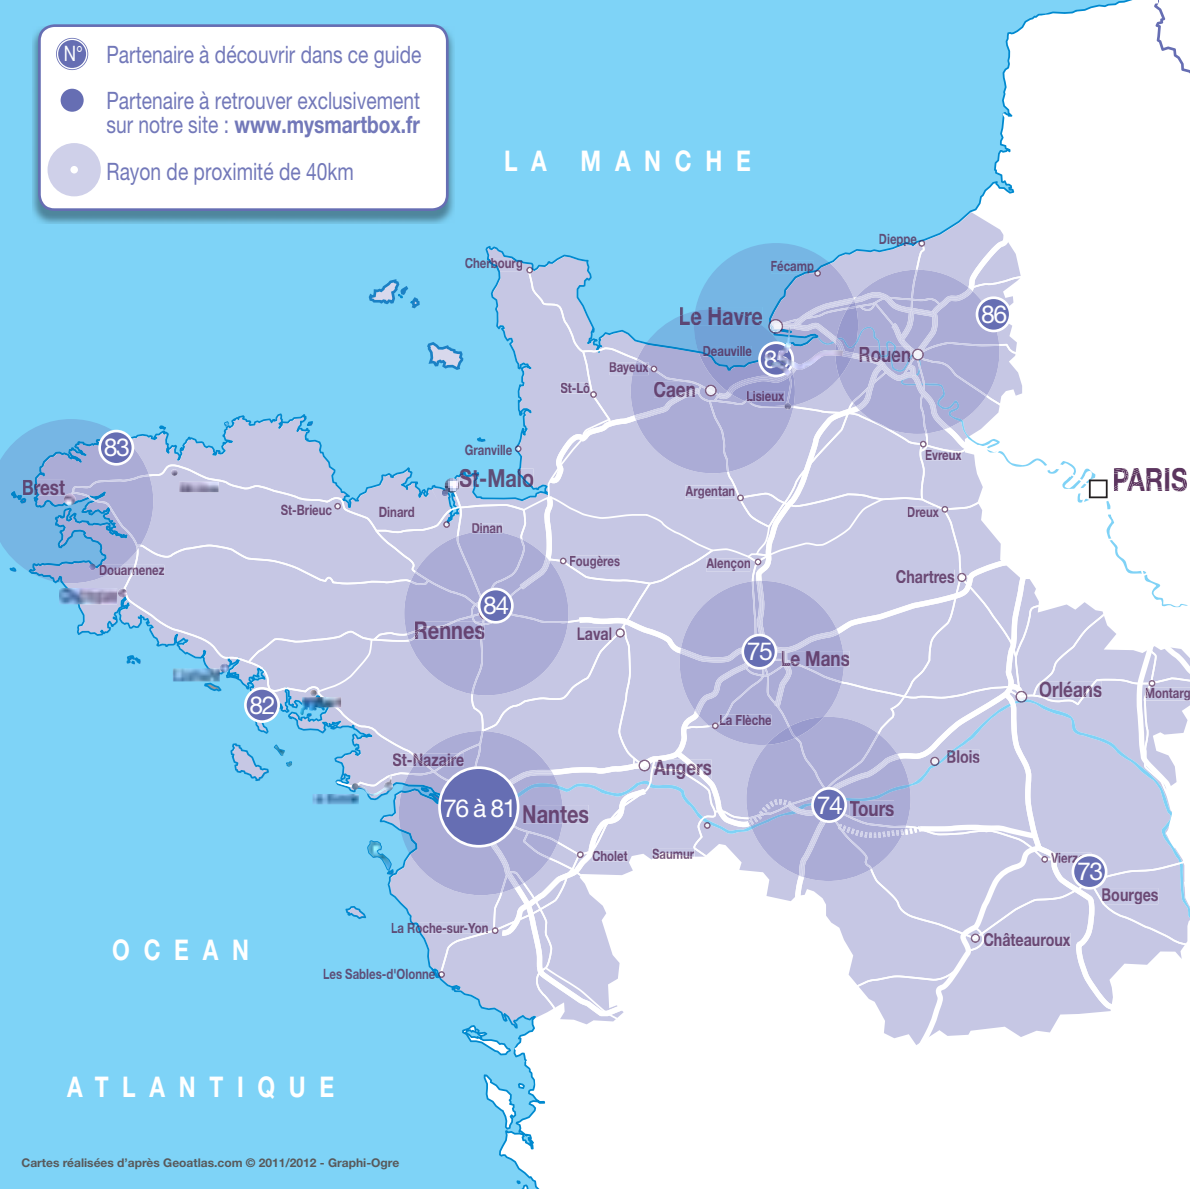 N° Partenaire à découvrir dans ce guide
Partenaire à retrouver exclusivement
sur notre site : www.mysmartbox.fr
Rayon de proximité de 40km
LA MANCHE
Dieppe
Cherbourg
Fécamp
Le Havre
86
Deauville
85
Rouen
Bayeux
Caen
St-Lô
Lisieux
83
Granville
Evreux
St-Malo
PARIS
Brest
Argentan
St-Brieuc
Dinard
Dreux
Dinan
Fougères
Alençon
Douarnenez
Chartres
84
Rennes
Laval
75
Le Mans
Orléans
Montarg
82
La Flèche
St-Nazaire
Blois
Angers
76 à 81
Nantes
74
Tours
Cholet
Saumur
Vierz
73
Bourges
La Roche-sur-Yon
Châteauroux
OCEAN
Les Sables-d'Olonne
ATLANTIQUE
Cartes réalisées d'après Geoatlas.com © 2011/2012 - Graphi-Ogre